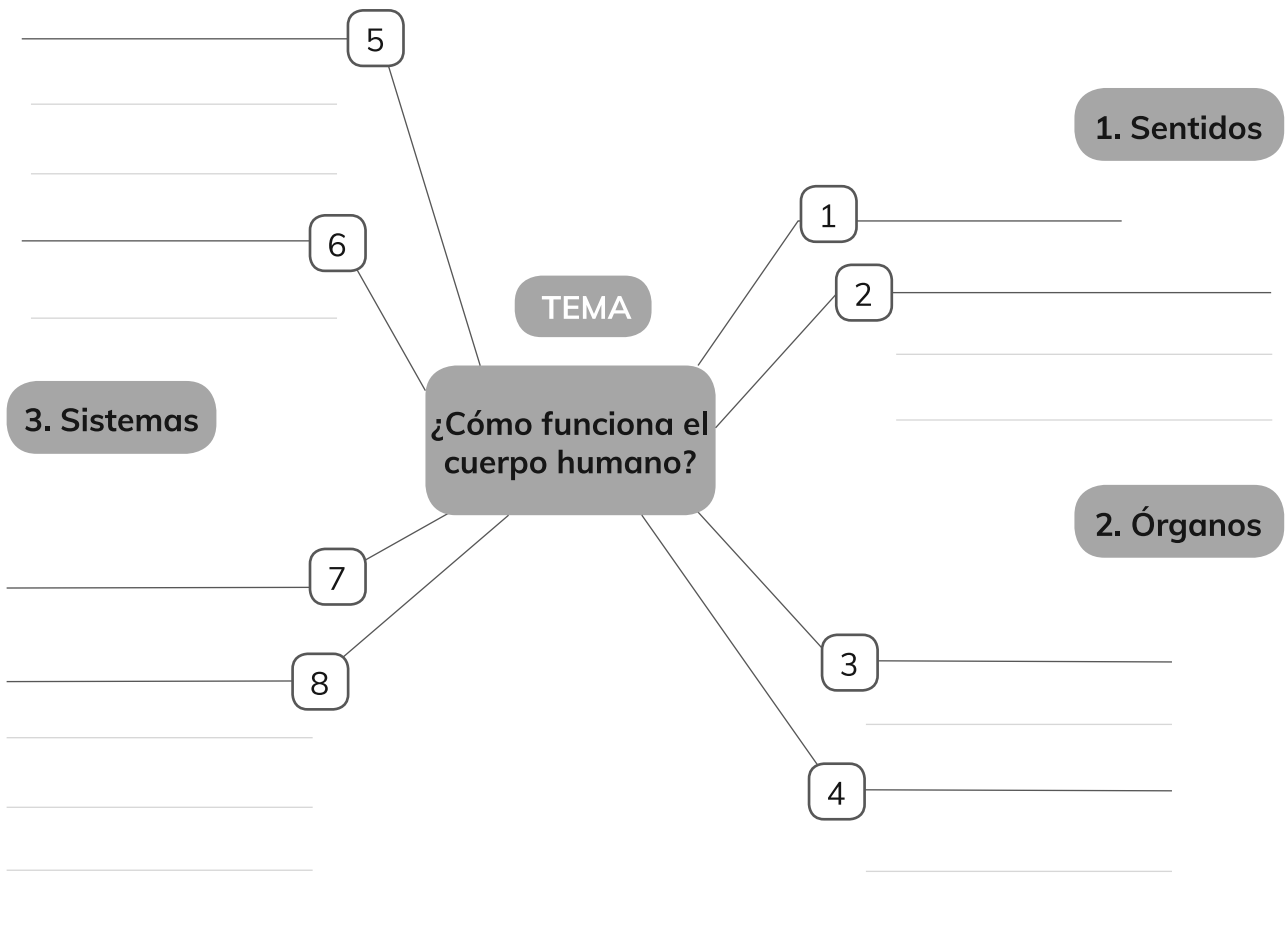 5
1. Sentidos
1
6
2
TEMA
3. Sistemas
¿Cómo funciona el
cuerpo humano?
2. Órganos
7
3
8
4